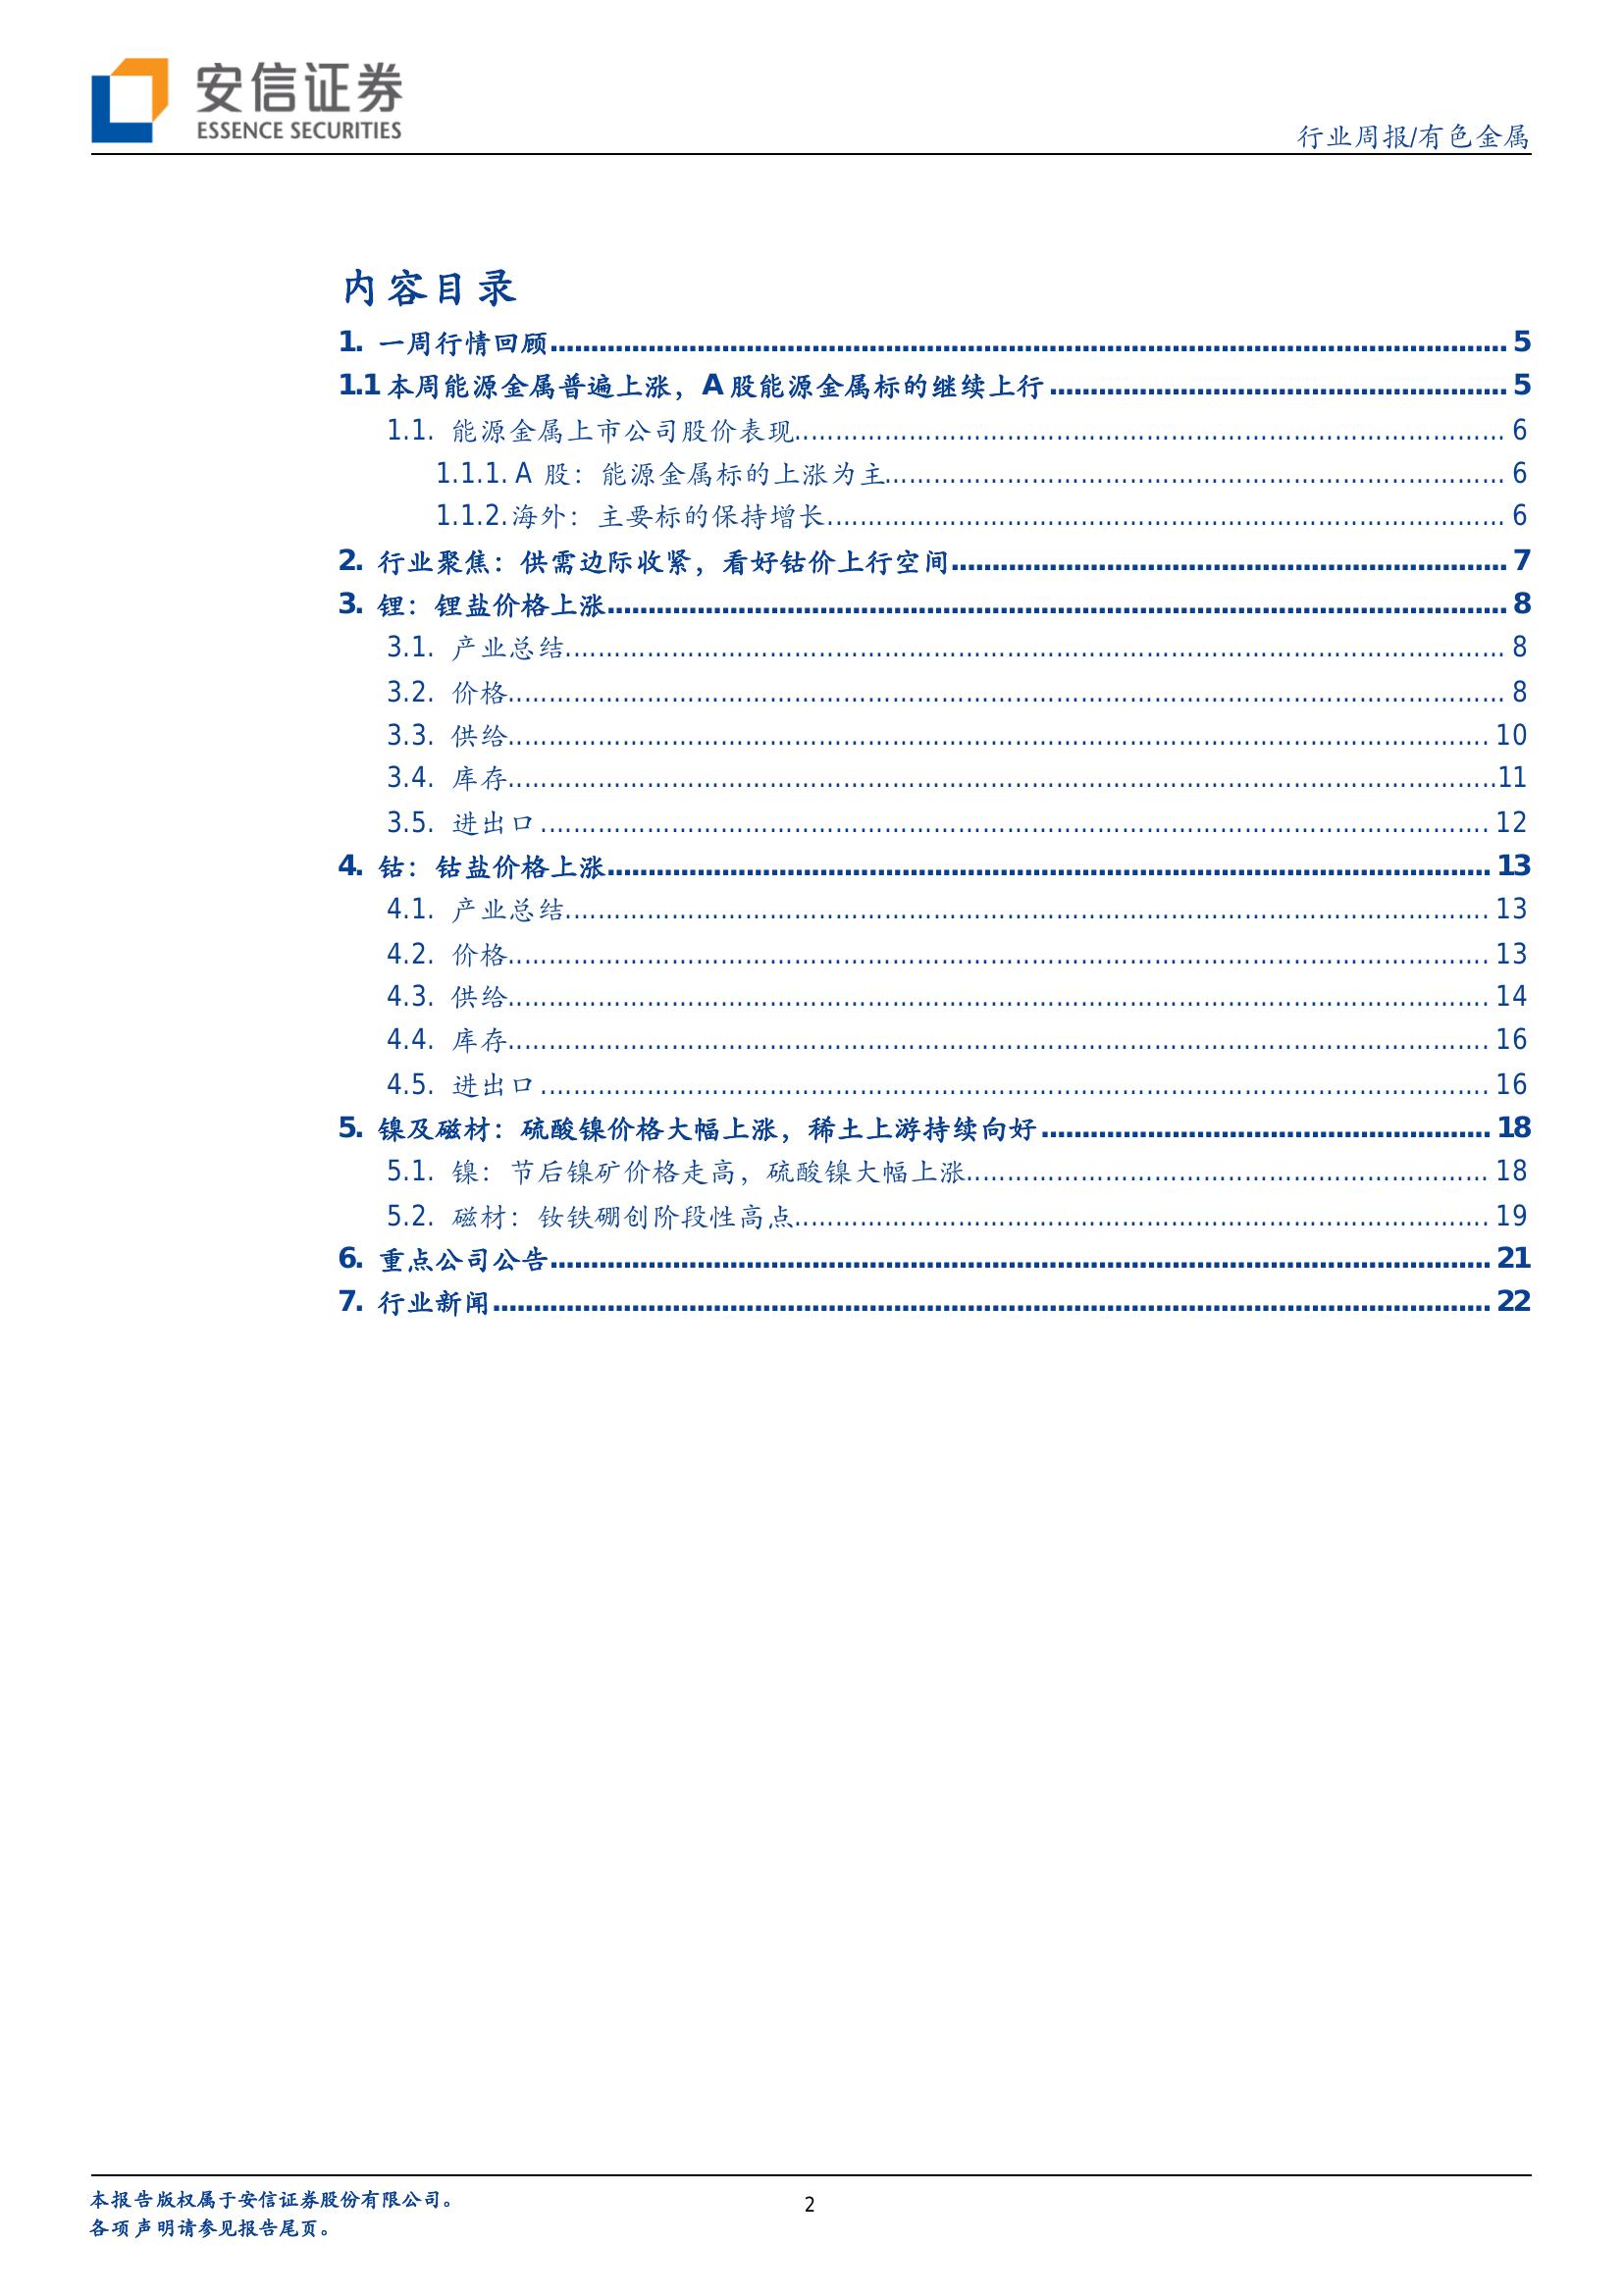 安信证券
ESSENCE SECURITIES
行业周报/有色金属
内容目录
1. 一周行情回顾 5
1.1 本周能源金属普遍上涨，A 股能源金属标的继续上行 5
1.1. 能源金属上市公司股价表现 6
1.1.1. A 股：能源金属标的上涨为主 6
1.1.2. 海外：主要标的保持增长 6
2. 行业聚焦：供需边际收紧，看好钴价上行空间 7
3. 锂：锂盐价格上涨 8
3.1. 产业总结 8
3.2. 价格 8
3.3. 供给 10
3.4. 库存 11
3.5. 进出口 12
4. 钴：钴盐价格上涨 13
4.1. 产业总结 13
4.2. 价格 13
4.3. 供给 14
4.4. 库存 16
4.5. 进出口 16
5. 镍及磁材：硫酸镍价格大幅上涨，稀土上游持续向好 18
5.1. 镍：节后镍矿价格走高，硫酸镍大幅上涨 18
5.2. 磁材：钕铁硼创阶段性高点 19
6. 重点公司公告 21
7. 行业新闻 22
本报告版权属于安信证券股份有限公司。
2
各项声明请参见报告尾页。